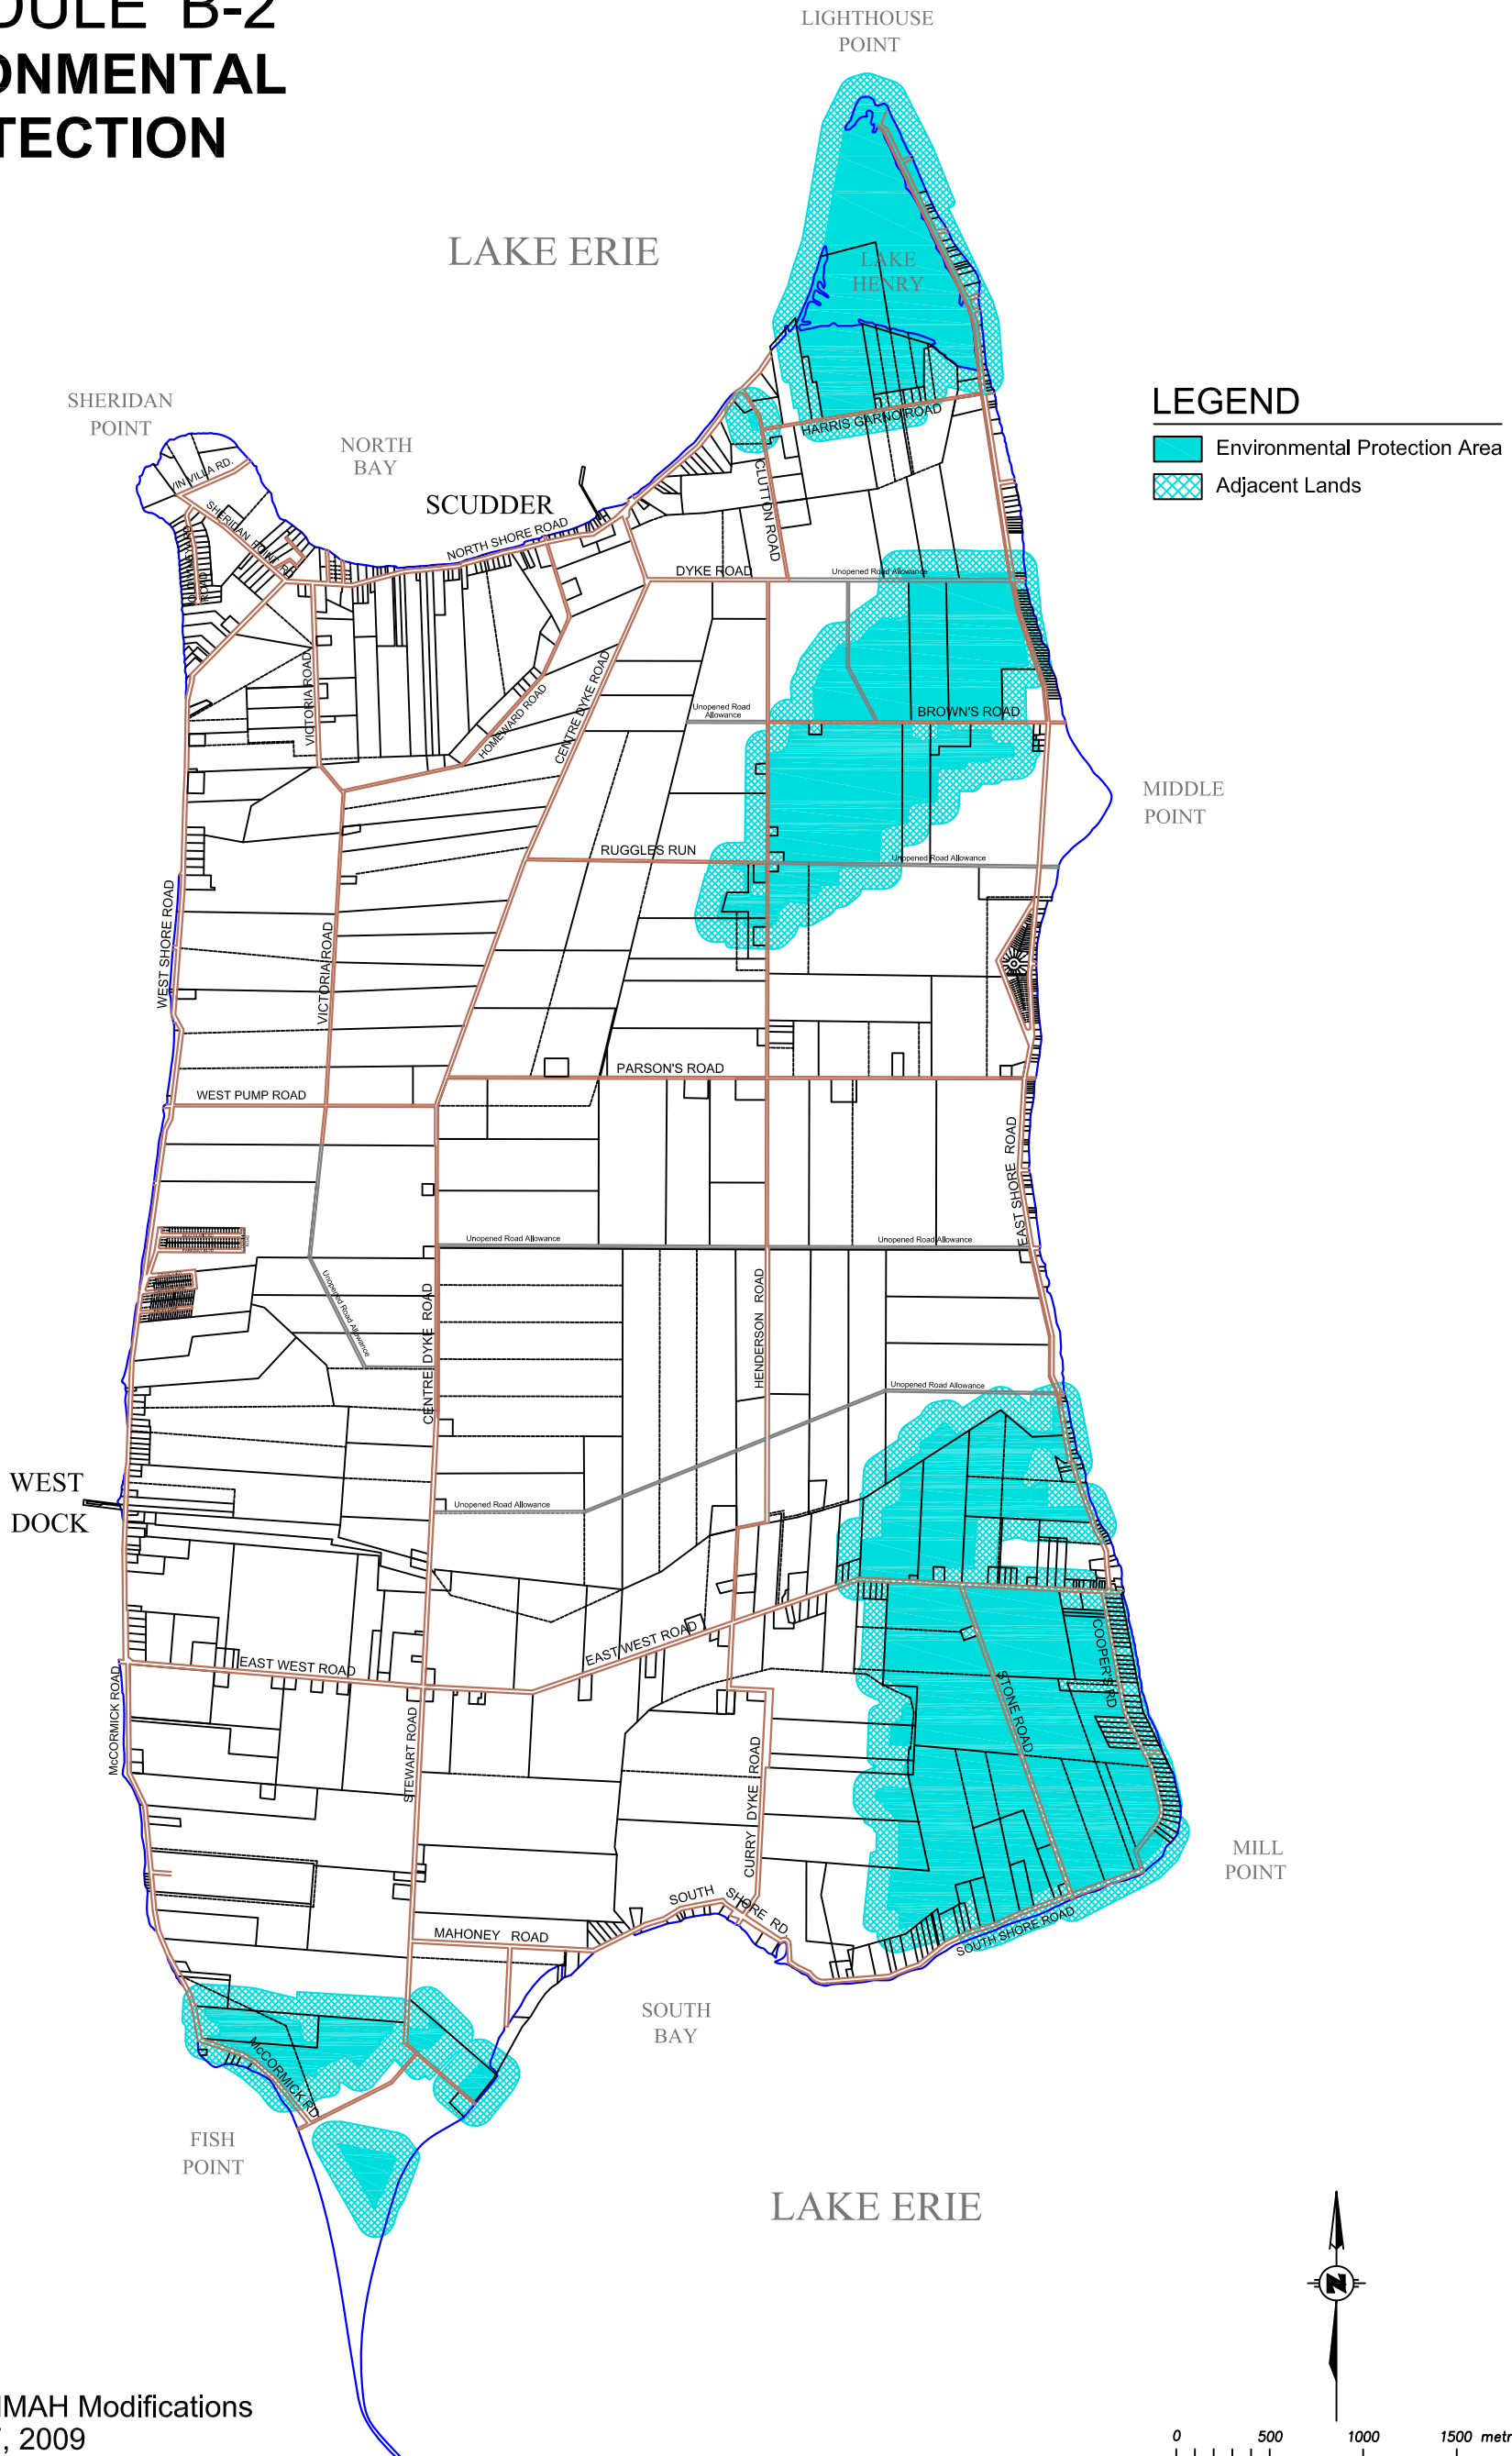 DULE B-2
ONMENTAL
TECTION
LIGHTHOUSE
POINT
LAKE ERIE
LAKE
HENRY
SHERIDAN
POINT
NORTH
BAY
LEGEND
Environmental Protection Area
Adjacent Lands
HARRIS GARNO ROAD
VIN VILLA RD.
SHERIDAN POINT RD.
ROAD
SCUDDER
NORTH SHORE ROAD
CLUTTON ROAD
DYKE ROAD
Unopened Road Allowance
VICTORIA ROAD
HOMEWARD ROAD
CENTRE DYKE ROAD
Unopened Road
Allowance
BROWN'S ROAD
MIDDLE
POINT
RUGGLES RUN
Unopened Road Allowance
WEST SHORE ROAD
VICTORIA ROAD
PARSON'S ROAD
WEST PUMP ROAD
EAST SHORE ROAD
Unopened Road Allowance
Unopened Road Allowance
Unopened Road Allowance
CENTRE DYKE ROAD
HENDERSON ROAD
Unopened Road Allowance
WEST
DOCK
Unopened Road Allowance
EAST WEST ROAD
EAST WEST ROAD
COOPER'S RD
STONE ROAD
McCORMICK ROAD
STEWART ROAD
CURRY DYKE ROAD
MILL
POINT
SOUTH SHORE RD.
SOUTH SHORE ROAD
MAHONEY ROAD
SOUTH
BAY
McCORMICK RD
FISH
POINT
LAKE ERIE
N
MAH Modifications
, 2009
0 500 1000 1500 metr